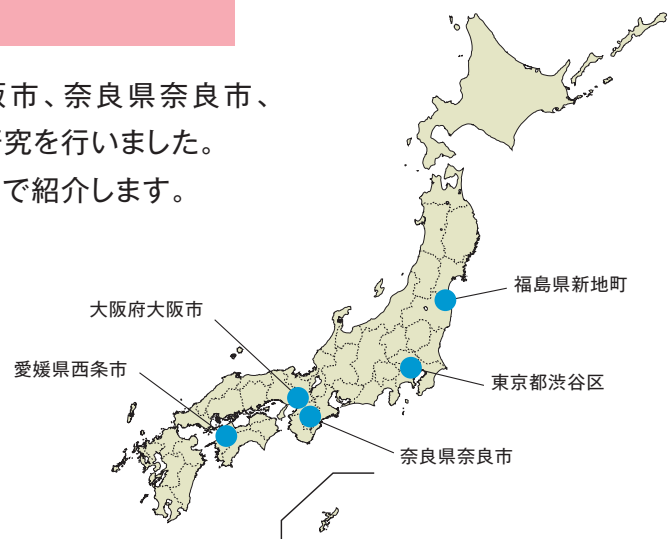 阪市、奈良県奈良市、
究を行いました。
で紹介します。
福島県新地町
大阪府大阪市
愛媛県西条市
東京都渋谷区
奈良県奈良市